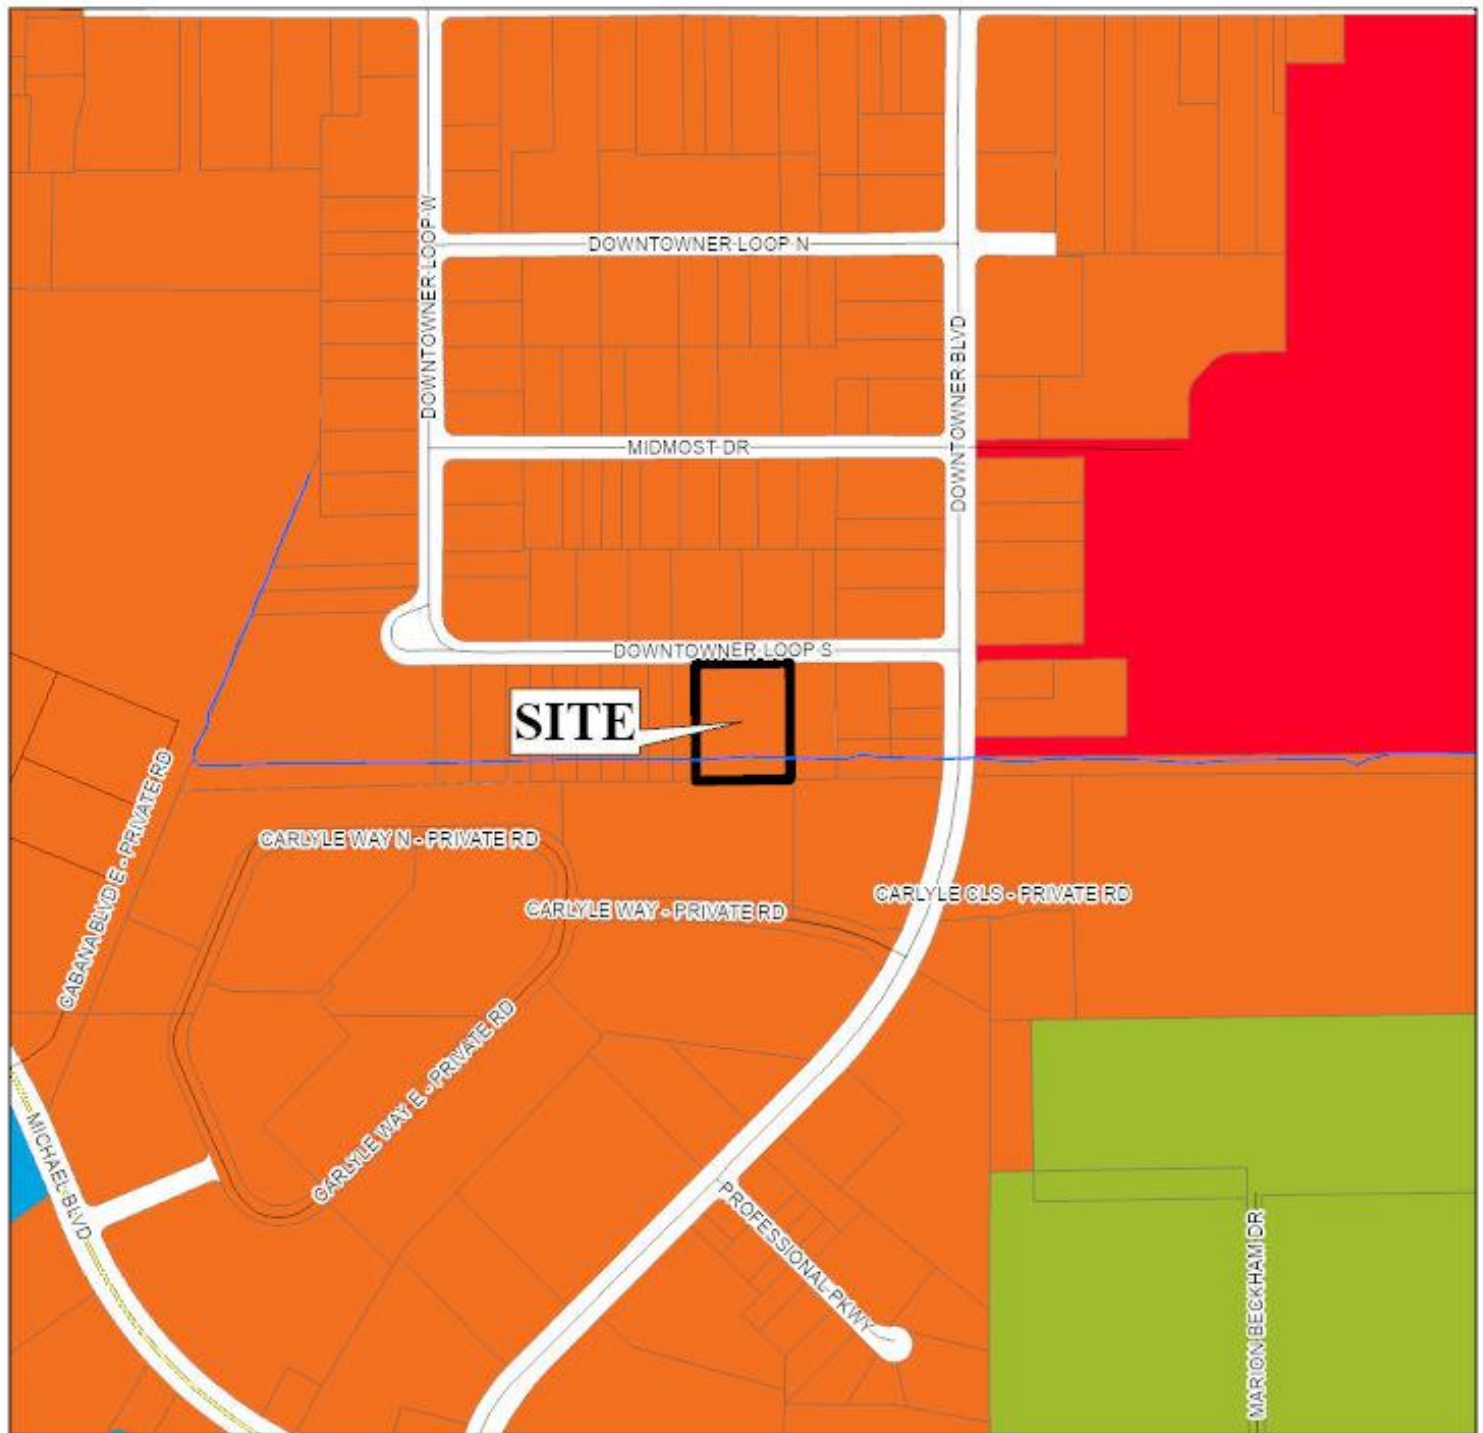 DOWNTOWNER LOOP W
DOWNTOWNER LOOP N
DOWNTOWNER BLVD
MIDMOST DR
DOWNTOWNER LOOP S
SITE
CABANA BLVD E - PRIVATE RD
CARLYLE WAY N - PRIVATE RD
CARLYLE WAY - PRIVATE RD
CARLYLE CLS - PRIVATE RD
CARLYLE WAY E - PRIVATE RD
MICHAEL BLVD
PROFESSIONAL PKWY
MARION BECKHAM DR